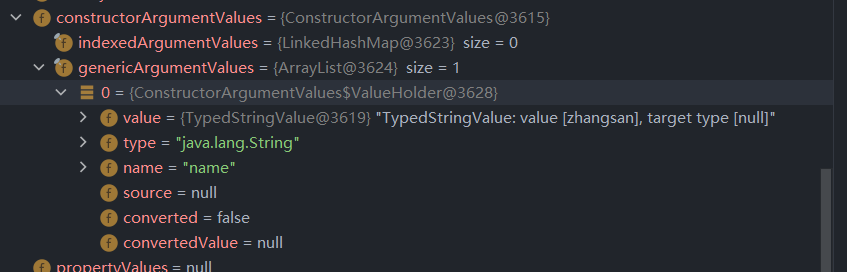 constructorArgumentValues = {ConstructorArgumentValues@3615}
indexedArgumentValues = {LinkedHashMap@3623} size = 0
genericArgumentValues = {ArrayList@3624} size = 1
0 = {ConstructorArgumentValues$ValueHolder@3628}
value = {TypedStringValue@3619} "TypedStringValue: value [zhangsan], target type [null]"
type = "java.lang.String"
name = "name"
source = null
converted = false
convertedValue = null
propertyValues = null